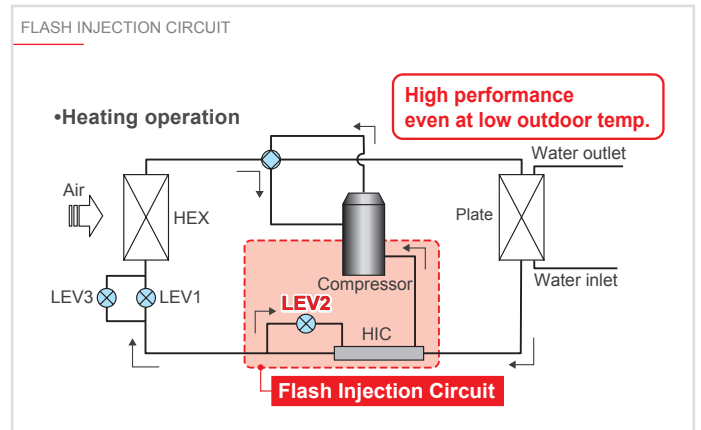 FLASH INJECTION CIRCUIT
High performance
even at low outdoor temp.
•Heating operation
Water outlet
Air
HEX
Plate
Compressor
Water inlet
LEV3
LEV1
LEV2
HIC
Flash Injection Circuit